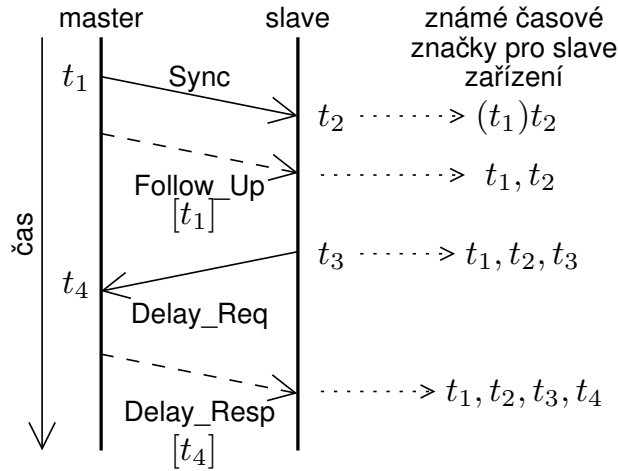 master
slave
známé časové
značky pro slave
zařízení
t₁
Sync
t₂
(t₁)t₂
Follow_Up
[t₁]
t₁, t₂
čas
t₃
t₁, t₂, t₃
t₄
Delay_Req
Delay_Resp
[t₄]
t₁, t₂, t₃, t₄